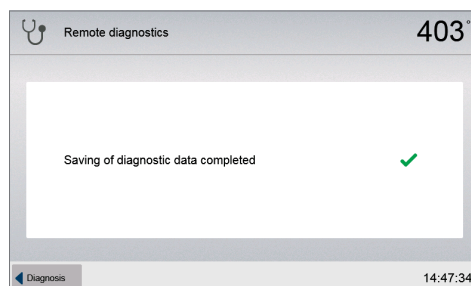 Remote diagnostics
403°
Saving of diagnostic data completed
Diagnosis
14:47:34